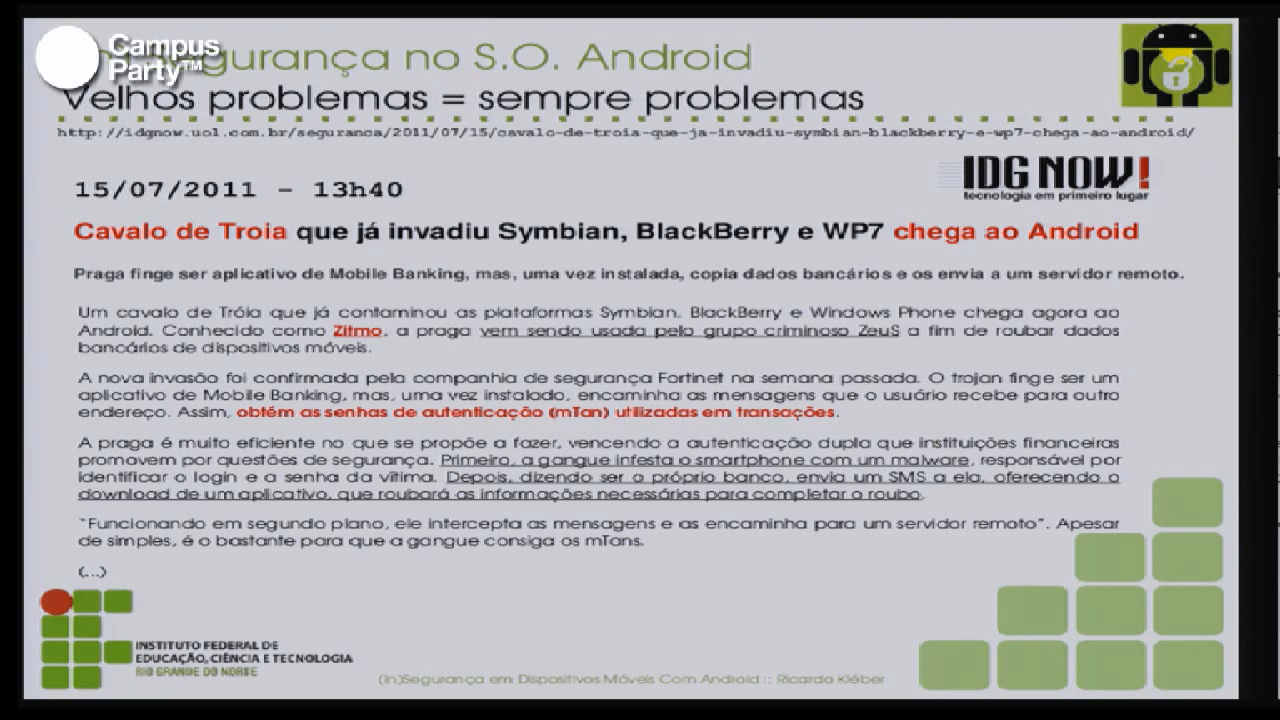 Campus
Party™
Segurança no S.O. Android
Velhos problemas = sempre problemas
http://idgnow.uol.com.br/seguranca/2011/07/15/cavalo-de-troia-que-ja-invadiu-symbian-blackberry-e-wp7-chega-ao-android/
IDG NOW!
tecnologia em primeiro lugar
15/07/2011 - 13h40
Cavalo de Troia que já invadiu Symbian, BlackBerry e WP7 chega ao Android
Praga finge ser aplicativo de Mobile Banking, mas, uma vez instalada, copia dados bancários e os envia a um servidor remoto.
Um cavalo de Tróia que já contaminou as plataformas Symbian, BlackBerry e Windows Phone chega agora ao
Android. Conhecido como Zitmo, a praga vem sendo usada pelo grupo criminoso ZeuS a fim de roubar dados
bancários de dispositivos móveis.
A nova invasão foi confirmada pela companhia de segurança Fortinet na semana passada. O trojan finge ser um
aplicativo de Mobile Banking, mas, uma vez instalado, encaminha as mensagens que o usuário recebe para outro
endereço. Assim, obtém as senhas de autenticação (mTan) utilizadas em transações.
A praga é muito eficiente no que se propõe a fazer, vencendo a autenticação dupla que instituições financeiras
promovem por questões de segurança. Primeiro, a gangue infesta o smartphone com um malware, responsável por
identificar o login e a senha da vítima. Depois, dizendo ser o próprio banco, envia um SMS a ela, oferecendo o
download de um aplicativo, que roubará as informações necessárias para completar o roubo.
"Funcionando em segundo plano, ele intercepta as mensagens e as encaminha para um servidor remoto". Apesar
de simples, é o bastante para que a gangue consiga os mTans.
(...)
INSTITUTO FEDERAL DE
EDUCAÇÃO, CIÊNCIA E TECNOLOGIA
RIO GRANDE DO NORTE
(In)Segurança em Dispositivos Móveis Com Android :: Ricardo Kléber